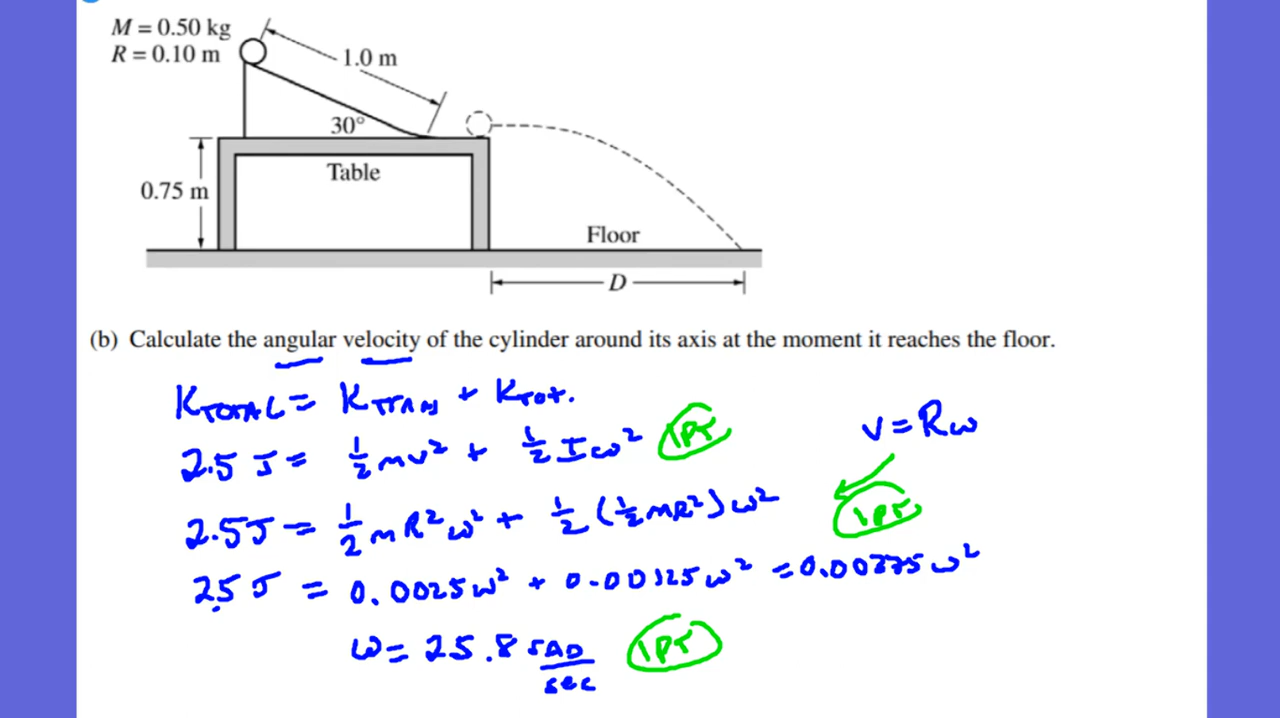 M = 0.50 kg
R = 0.10 m
1.0 m
30°
Table
0.75 m
Floor
D
(b) Calculate the angular velocity of the cylinder around its axis at the moment it reaches the floor.
KTOTAL = KTRAN + Krot.
V = Rω
2.5 J = ½mv² + ½Iω² 1PT
2.5J = ½mR²ω² + ½(½mR²)ω² 1PT
2.5 J = 0.0025ω² + 0.00125ω² = 0.00375ω²
ω = 25.8 rAD/sec 1PT